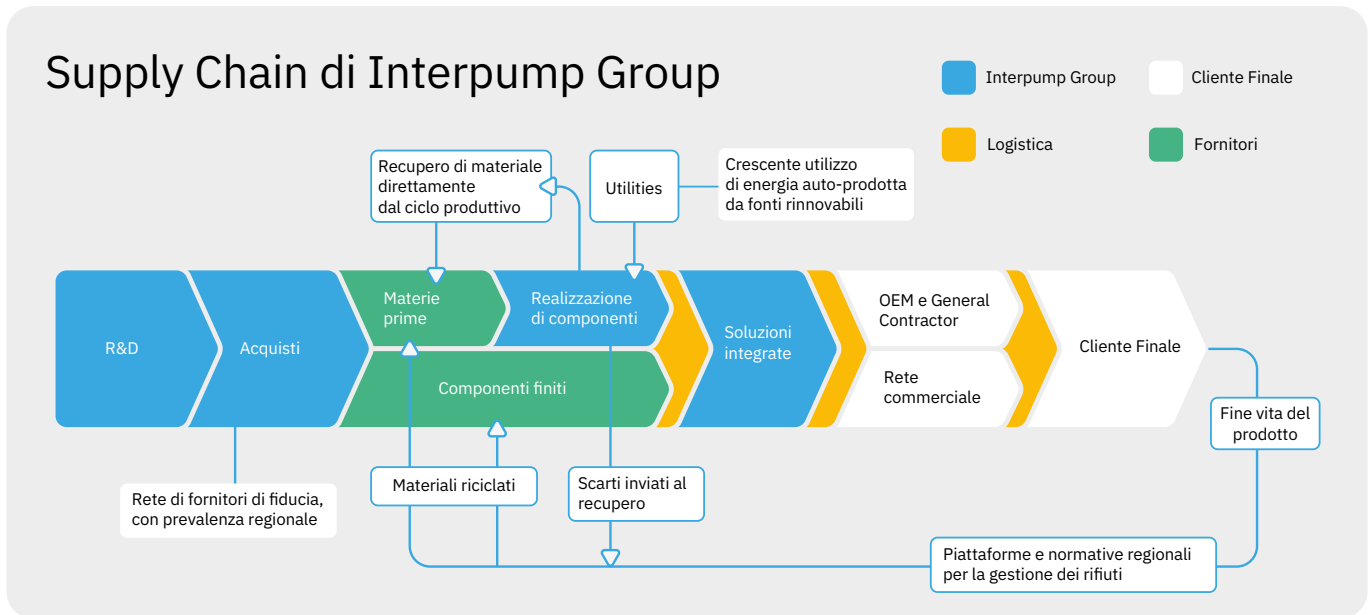 Supply Chain di Interpump Group
Interpump Group
Cliente Finale
Logistica
Fornitori
Recupero di materiale
direttamente
dal ciclo produttivo
Utilities
Crescente utilizzo
di energia auto-prodotta
da fonti rinnovabili
R&D
Acquisti
Materie
prime
Realizzazione
di componenti
Componenti finiti
Soluzioni
integrate
OEM e General
Contractor
Rete
commerciale
Cliente Finale
Fine vita del
prodotto
Rete di fornitori di fiducia,
con prevalenza regionale
Materiali riciclati
Scarti inviati al
recupero
Piattaforme e normative regionali
per la gestione dei rifiuti